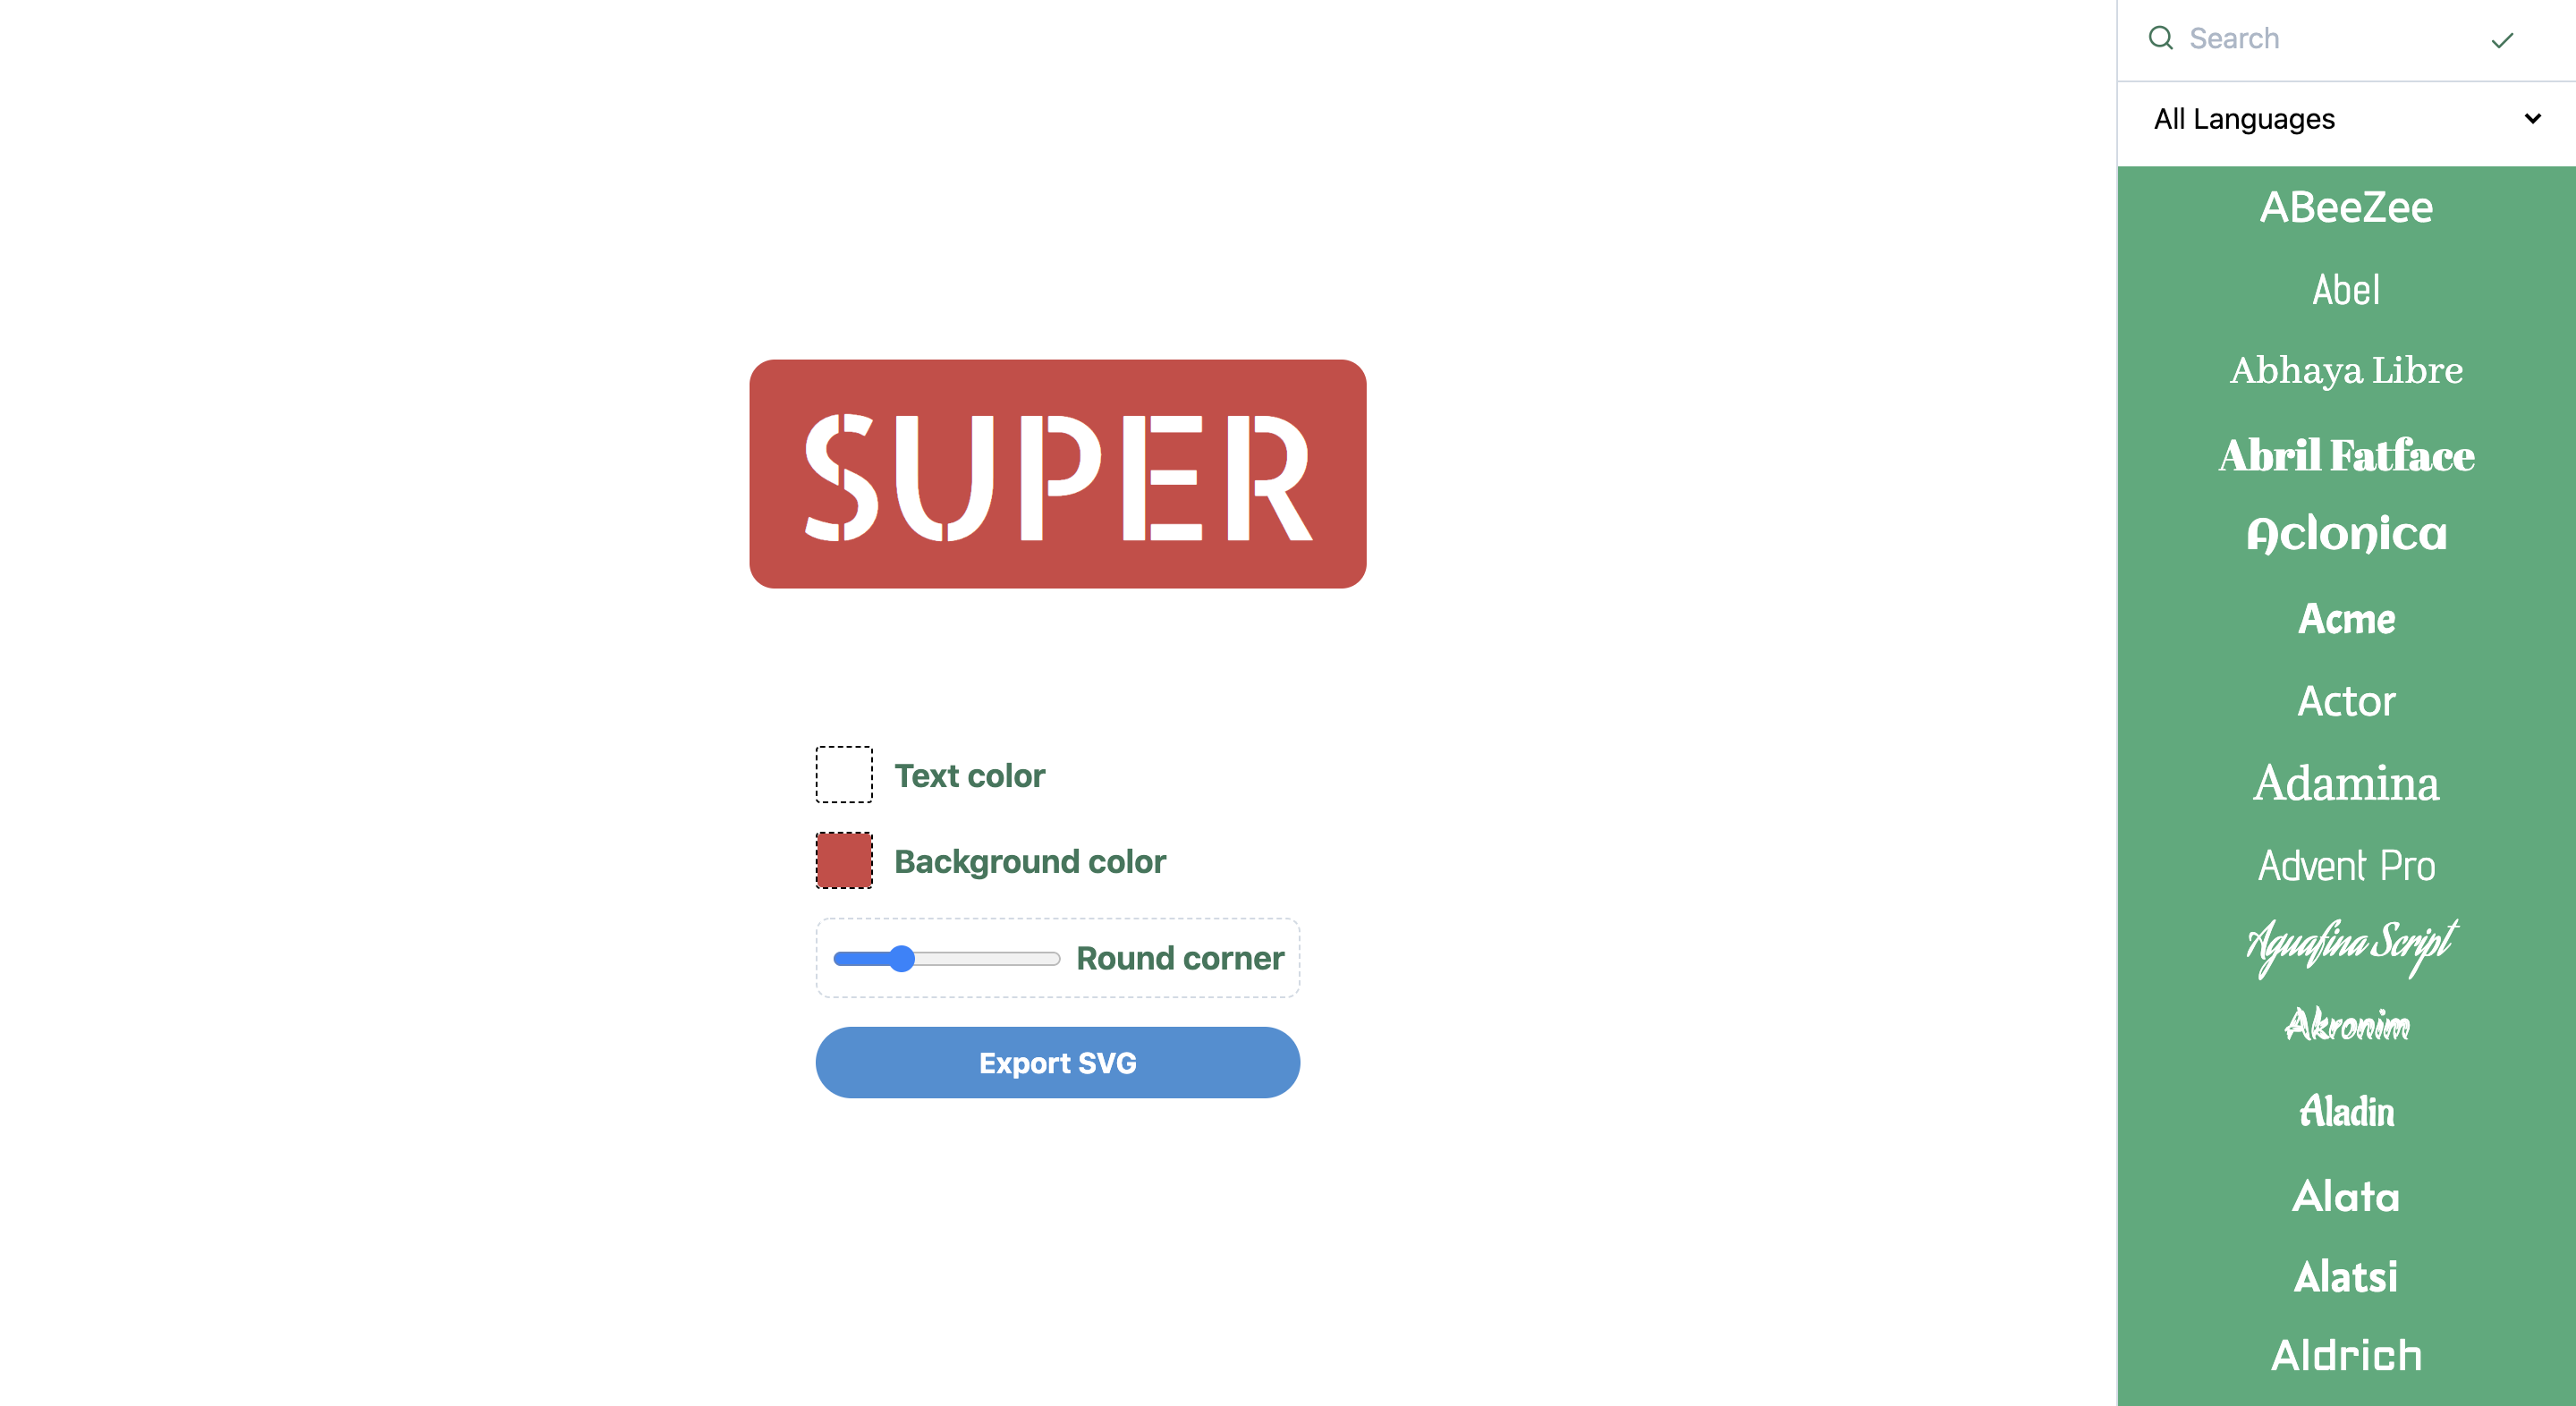 SUPER
Text color
Background color
Round corner
Export SVG
Search
All Languages
ABeeZee
Abel
Abhaya Libre
Abril Fatface
Aclonica
Acme
Actor
Adamina
Advent Pro
Aguafina Script
Akronim
Aladin
Alata
Alatsi
Aldrich